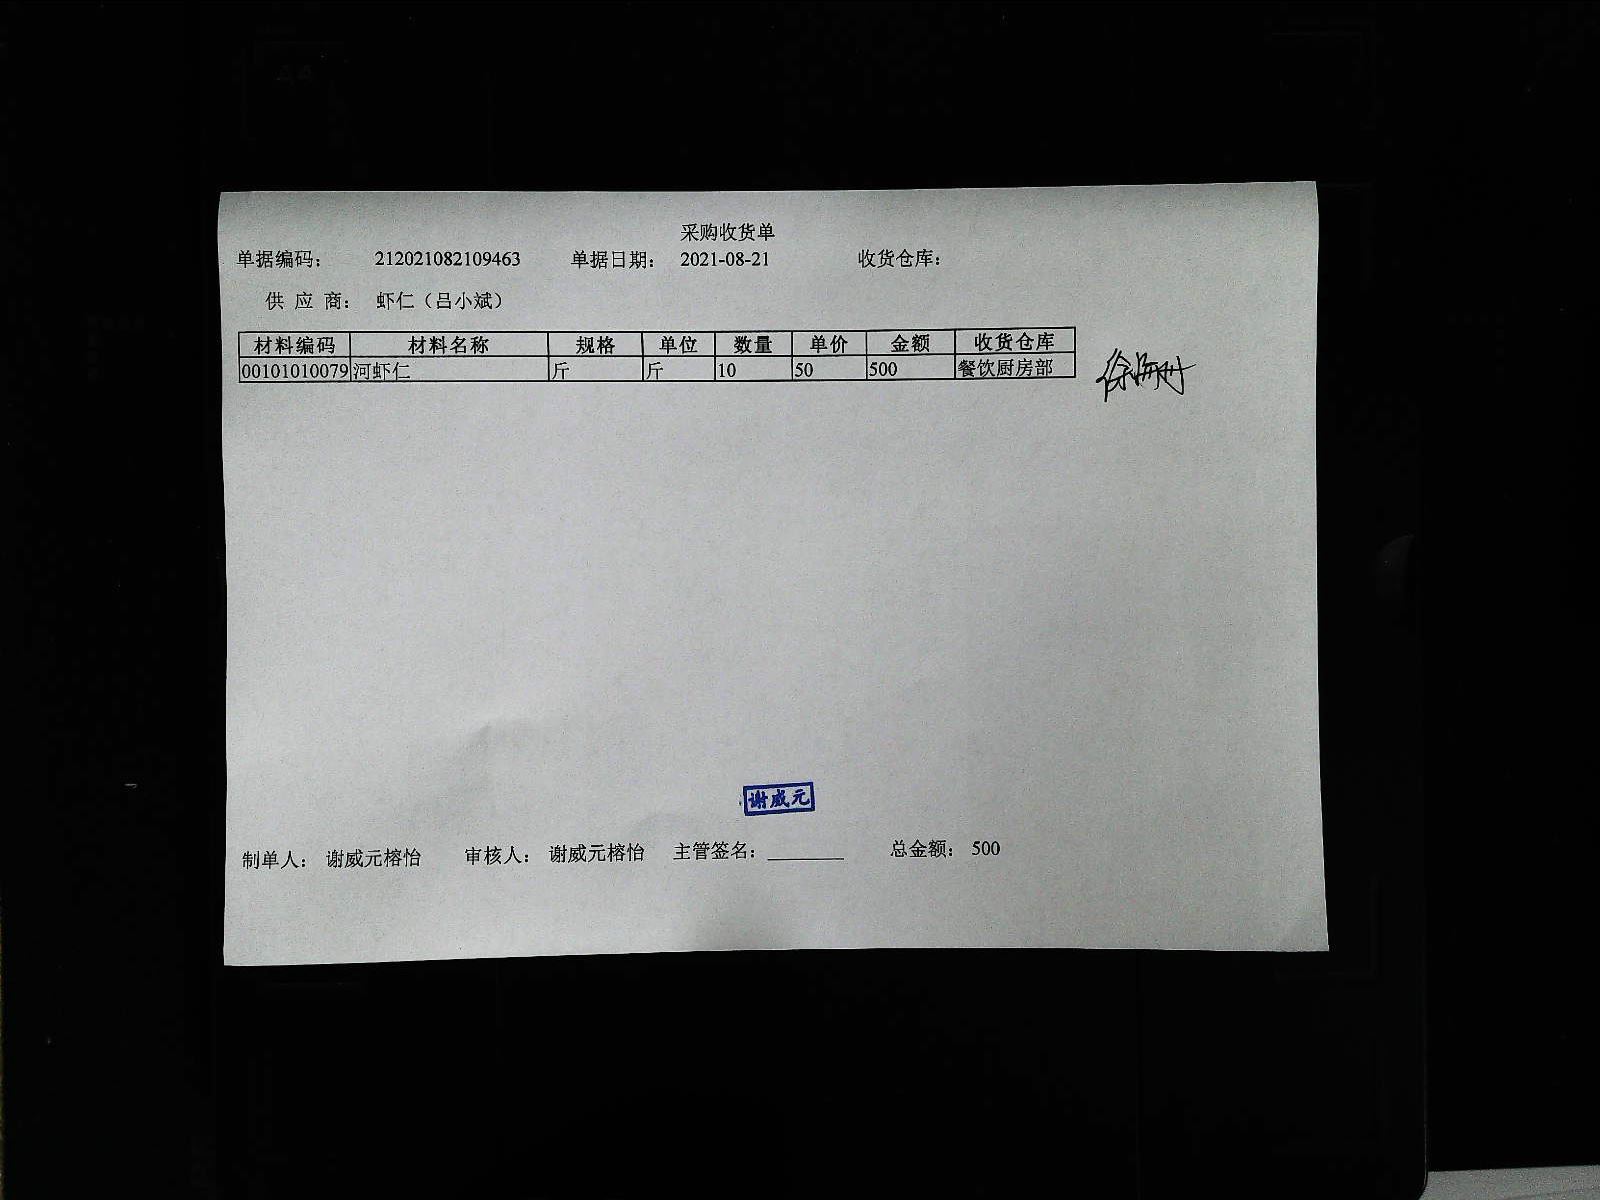 采购收货单
单据编码： 212021082109463 单据日期： 2021-08-21 收货仓库：
供 应 商： 虾仁（吕小斌）
材料编码 材料名称 规格 单位 数量 单价 金额 收货仓库
00101010079 河虾仁 斤 斤 10 50 500 餐饮厨房部
谢威元
制单人： 谢威元榕怡 审核人： 谢威元榕怡 主管签名：________ 总金额： 500